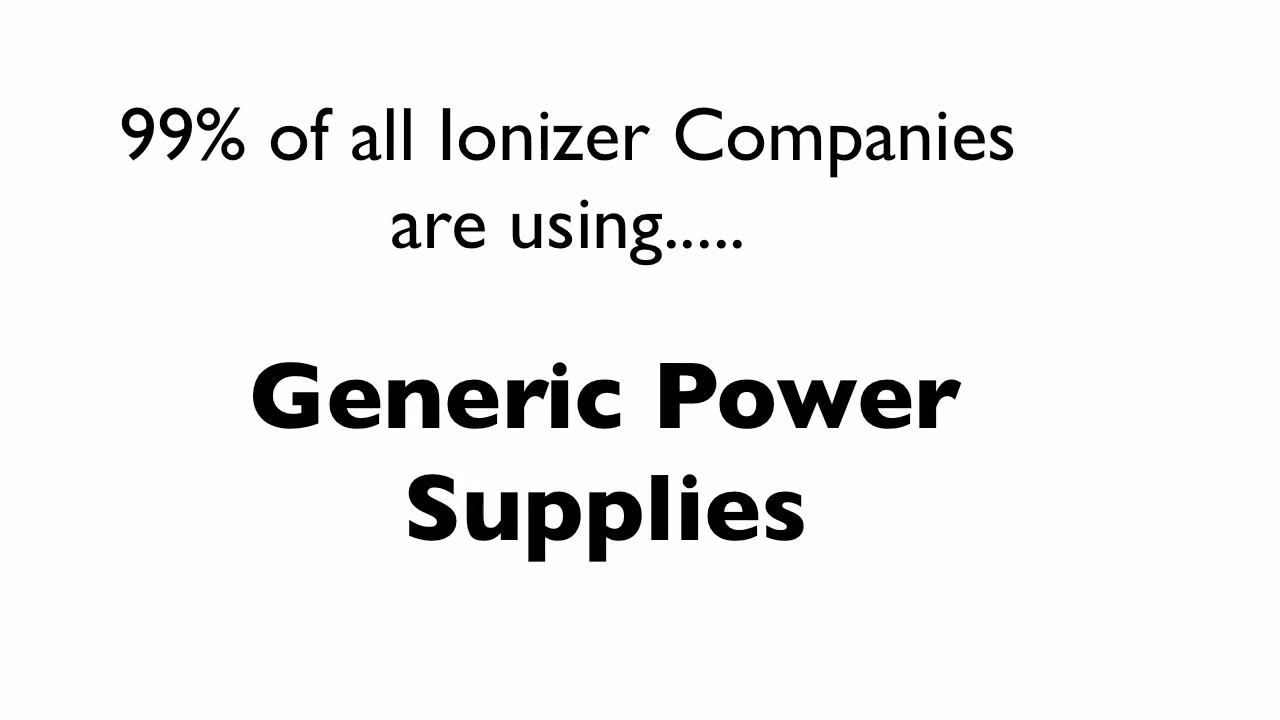 99% of all Ionizer Companies
are using.....
Generic Power
Supplies